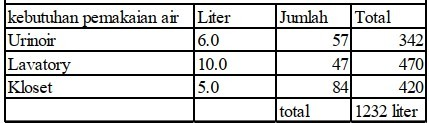 kebutuhan pemakaian air Liter Jumlah Total
Urinoir 6.0 57 342
Lavatory 10.0 47 470
Kloset 5.0 84 420
total 1232 liter